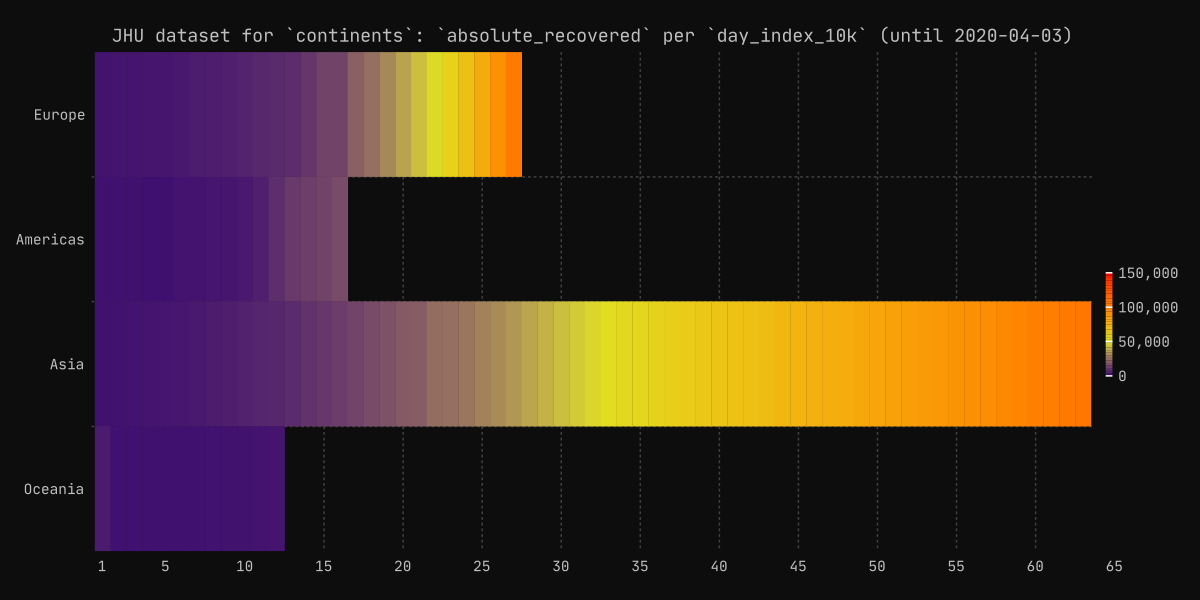 JHU dataset for `continents`: `absolute_recovered` per `day_index_10k` (until 2020-04-03)
Europe
Americas
Asia
Oceania
150,000
100,000
50,000
0
1 5 10 15 20 25 30 35 40 45 50 55 60 65